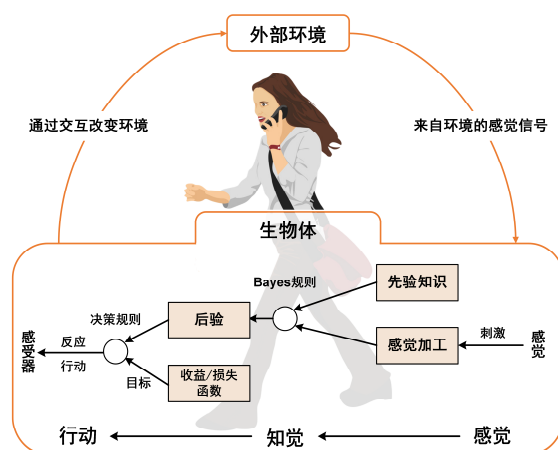 外部环境
通过交互改变环境
来自环境的感觉信号
生物体
Bayes规则
先验知识
决策规则
后验
感觉加工
刺激
感觉
感受器
反应
行动
目标
收益/损失
函数
行动
知觉
感觉